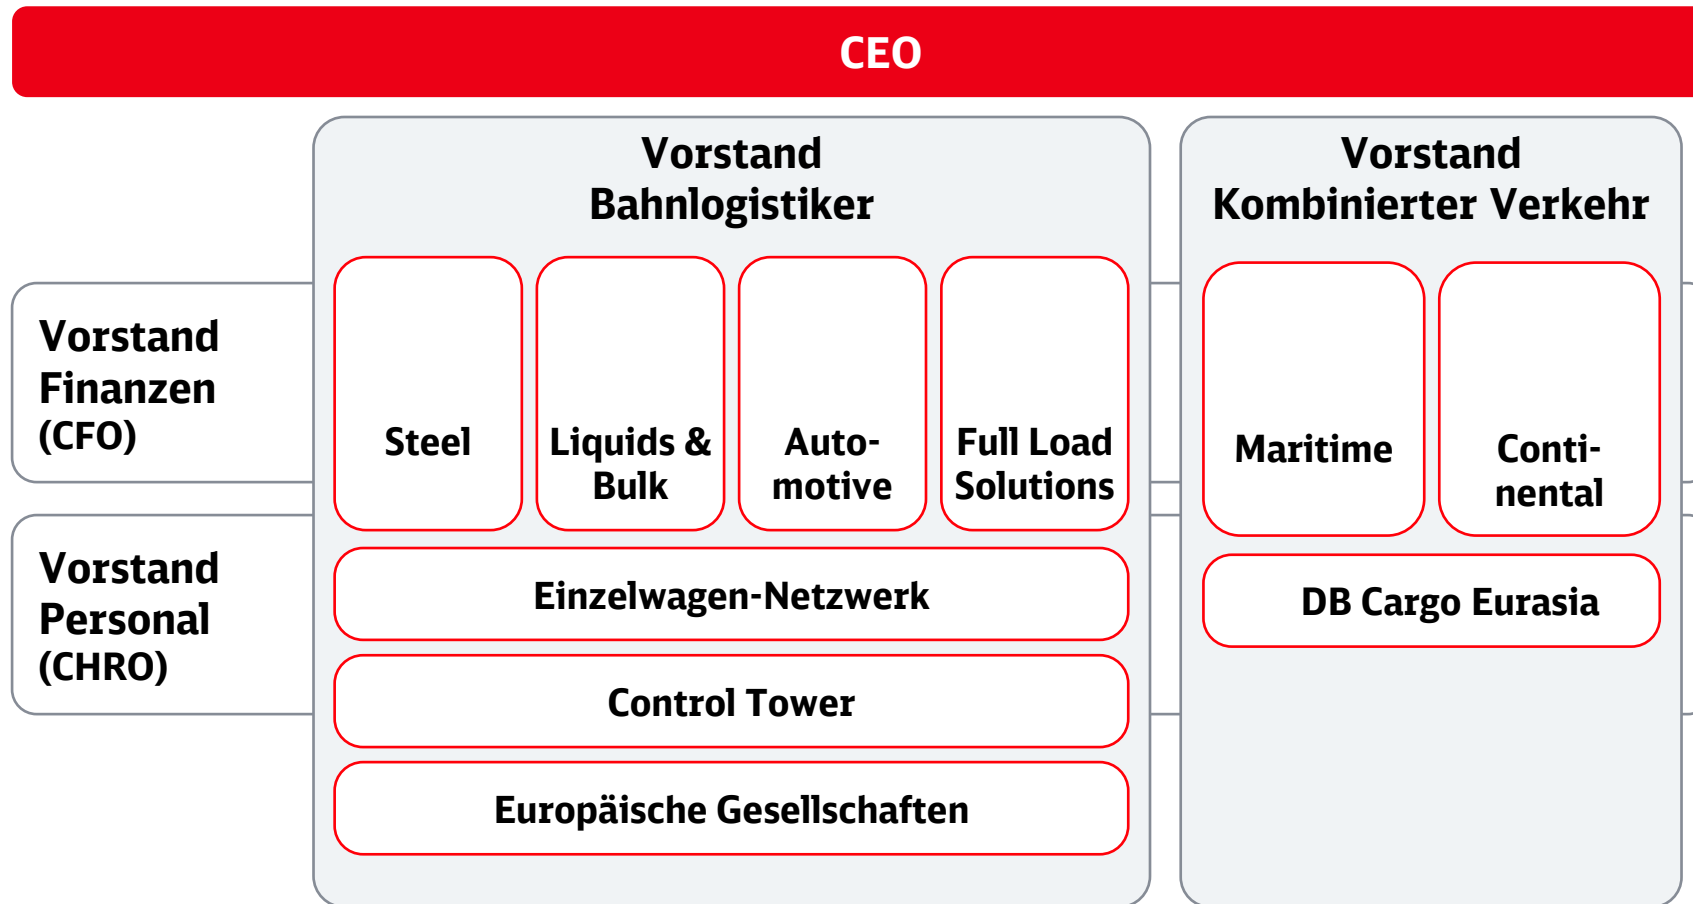 CEO
Vorstand
Bahnlogistiker
Vorstand
Kombinierter Verkehr
Vorstand
Finanzen
(CFO)
Steel
Liquids &
Bulk
Auto-
motive
Full Load
Solutions
Maritime
Conti-
nental
Vorstand
Personal
(CHRO)
Einzelwagen-Netzwerk
DB Cargo Eurasia
Control Tower
Europäische Gesellschaften